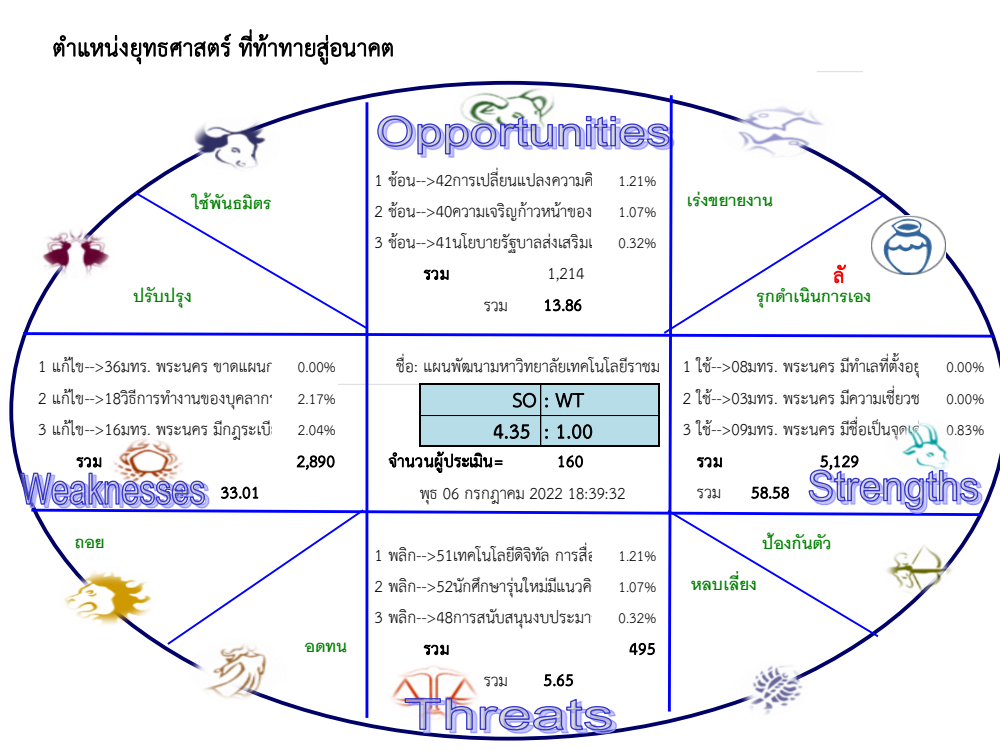 ตำแหน่งยุทธศาสตร์ ที่ท้าทายสู่อนาคต
Opportunities
1 ช้อน-->42การเปลี่ยนแปลงความคิ 1.21%
2 ช้อน-->40ความเจริญก้าวหน้าของ 1.07%
3 ช้อน-->41นโยบายรัฐบาลส่งเสริมเ 0.32%
รวม 1,214
รวม 13.86
ใช้พันธมิตร
ปรับปรุง
เร่งขยายงาน
ลั
รุกดำเนินการเอง
1 แก้ไข-->36มทร. พระนคร ขาดแผนก 0.00%
2 แก้ไข-->18วิธีการทำงานของบุคลาก 2.17%
3 แก้ไข-->16มทร. พระนคร มีกฎระเบี 2.04%
รวม 2,890
Weaknesses 33.01
ชื่อ: แผนพัฒนามหาวิทยาลัยเทคโนโลยีราชม
SO : WT
4.35 : 1.00
จำนวนผู้ประเมิน= 160
พุธ 06 กรกฎาคม 2022 18:39:32
1 ใช้-->08มทร. พระนคร มีทำเลที่ตั้งอยู่ 0.00%
2 ใช้-->03มทร. พระนคร มีความเชี่ยวช 0.00%
3 ใช้-->09มทร. พระนคร มีชื่อเป็นจุดเด่ 0.83%
รวม 5,129
รวม 58.58 Strengths
ถอย
อดทน
1 พลิก-->51เทคโนโลยีดิจิทัล การสื่อ 1.21%
2 พลิก-->52นักศึกษารุ่นใหม่มีแนวคิ 1.07%
3 พลิก-->48การสนับสนุนงบประมา 0.32%
รวม 495
รวม 5.65
Threats
ป้องกันตัว
หลบเลี่ยง